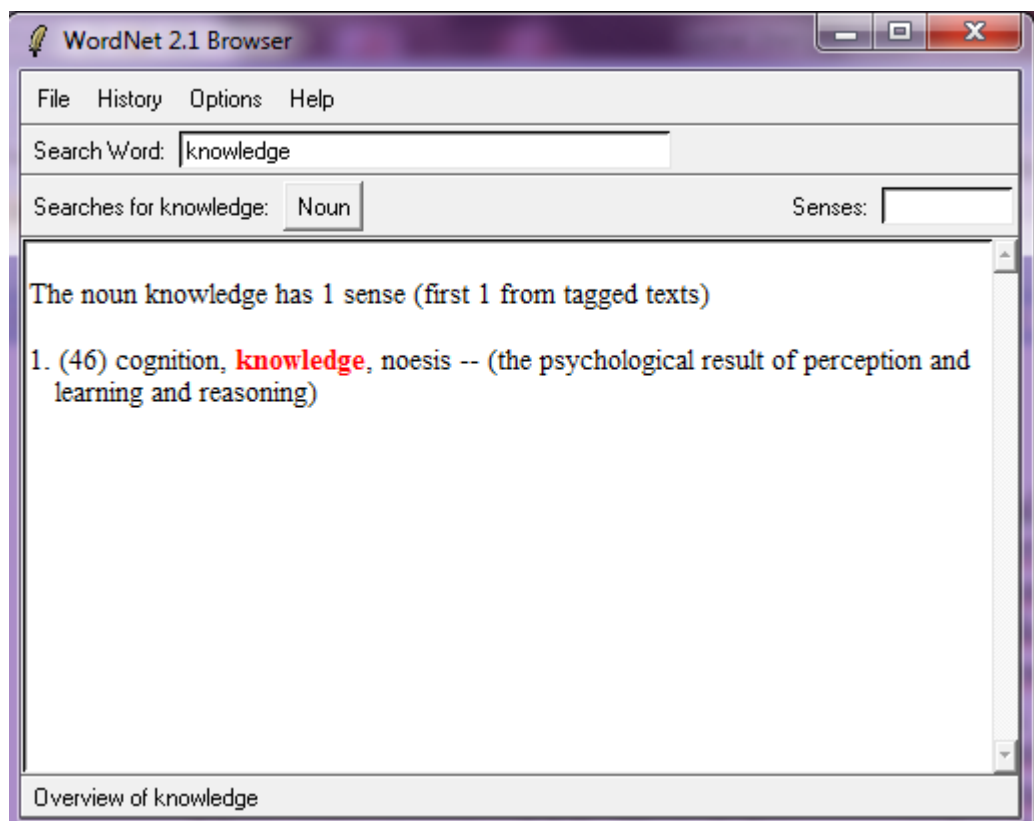 WordNet 2.1 Browser
File History Options Help
Search Word: knowledge
Searches for knowledge: Noun Senses:
The noun knowledge has 1 sense (first 1 from tagged texts)
1. (46) cognition, knowledge, noesis -- (the psychological result of perception and
learning and reasoning)
Overview of knowledge